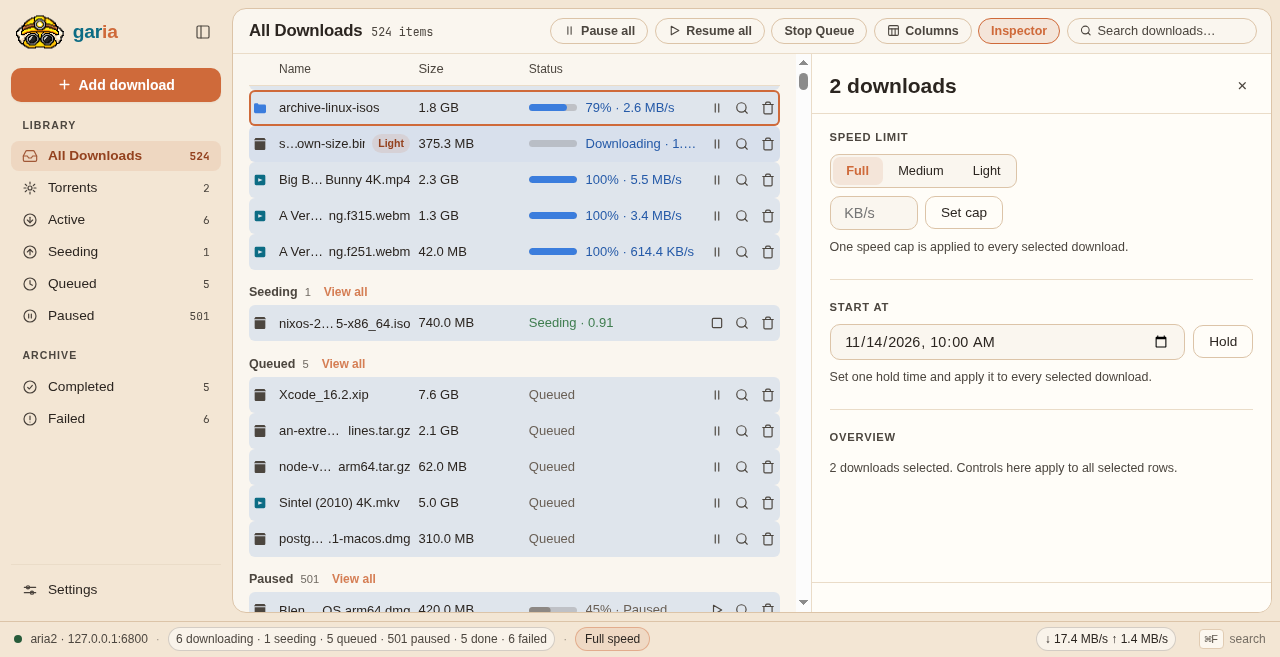 garia
Add download
LIBRARY
All Downloads 524
Torrents 2
Active 6
Seeding 1
Queued 5
Paused 501
ARCHIVE
Completed 5
Failed 6
Settings
All Downloads 524 items
Pause all
Resume all
Stop Queue
Columns
Inspector
Search downloads…
Name Size Status
archive-linux-isos 1.8 GB 79% · 2.6 MB/s
s…own-size.bin Light 375.3 MB Downloading · 1.…
Big B…Bunny 4K.mp4 2.3 GB 100% · 5.5 MB/s
A Ver…ng.f315.webm 1.3 GB 100% · 3.4 MB/s
A Ver…ng.f251.webm 42.0 MB 100% · 614.4 KB/s
Seeding 1 View all
nixos-2…5-x86_64.iso 740.0 MB Seeding · 0.91
Queued 5 View all
Xcode_16.2.zip 7.6 GB Queued
an-extre…lines.tar.gz 2.1 GB Queued
node-v…arm64.tar.gz 62.0 MB Queued
Sintel (2010) 4K.mkv 5.0 GB Queued
postg….1-macos.dmg 310.0 MB Queued
Paused 501 View all
Blen…OS arm64.dmg 420.0 MB 45% · Paused
2 downloads
SPEED LIMIT
Full Medium Light
KB/s Set cap
One speed cap is applied to every selected download.
START AT
11/14/2026, 10:00 AM Hold
Set one hold time and apply it to every selected download.
OVERVIEW
2 downloads selected. Controls here apply to all selected rows.
aria2 · 127.0.0.1:6800 · 6 downloading · 1 seeding · 5 queued · 501 paused · 5 done · 6 failed · Full speed
↓ 17.4 MB/s ↑ 1.4 MB/s ⌘F search